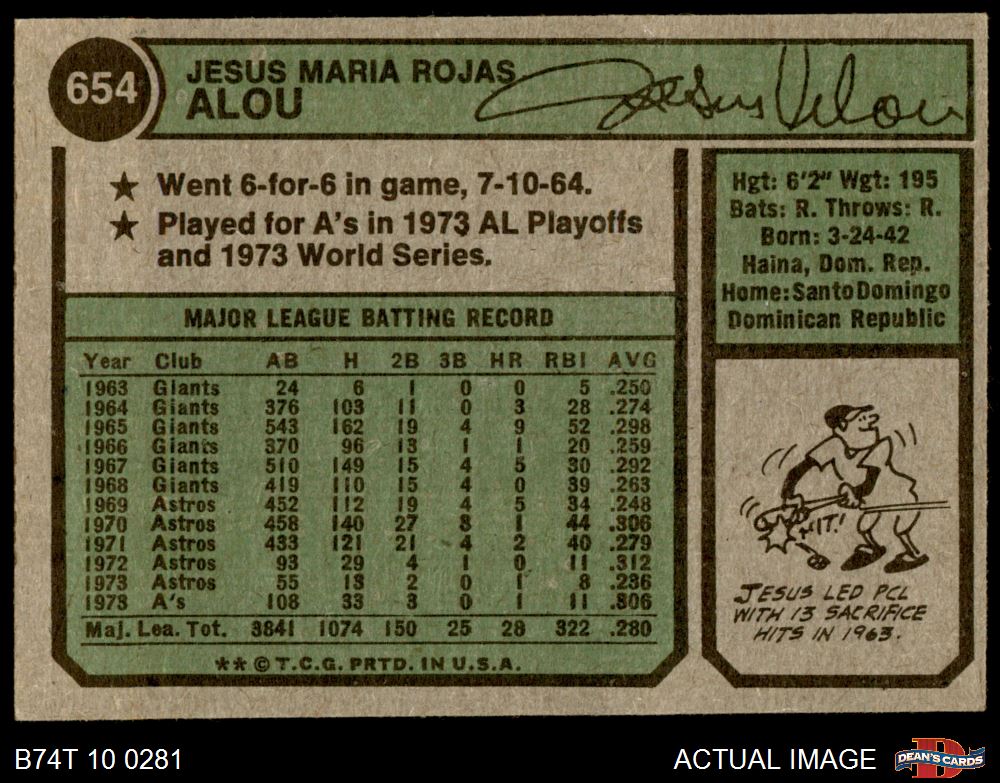 654
JESUS MARIA ROJAS
ALOU
Jesus Alou
★ Went 6-for-6 in game, 7-10-64.
★ Played for A's in 1973 AL Playoffs
and 1973 World Series.
MAJOR LEAGUE BATTING RECORD
Year Club AB H 2B 3B HR RBI AVG
1963 Giants 24 6 1 0 0 5 .250
1964 Giants 376 103 11 0 3 28 .274
1965 Giants 543 162 19 4 9 52 .298
1966 Giants 370 96 13 1 1 20 .259
1967 Giants 510 149 15 4 5 30 .292
1968 Giants 419 110 15 4 0 39 .263
1969 Astros 452 112 19 4 5 34 .248
1970 Astros 458 140 27 8 1 44 .306
1971 Astros 433 121 21 4 2 40 .279
1972 Astros 93 29 4 1 0 11 .312
1973 Astros 55 13 2 0 1 8 .236
1973 A's 108 33 3 0 1 11 .306
Maj. Lea. Tot. 3841 1074 150 25 28 322 .280
** © T.C.G. PRTD. IN U.S.A.
Hgt: 6'2" Wgt: 195
Bats: R. Throws: R.
Born: 3-24-42
Haina, Dom. Rep.
Home: Santo Domingo
Dominican Republic
HIT!
JESUS LED PCL
WITH 13 SACRIFICE
HITS IN 1963.
B74T 10 0281
ACTUAL IMAGE
D
DEAN'S CARDS